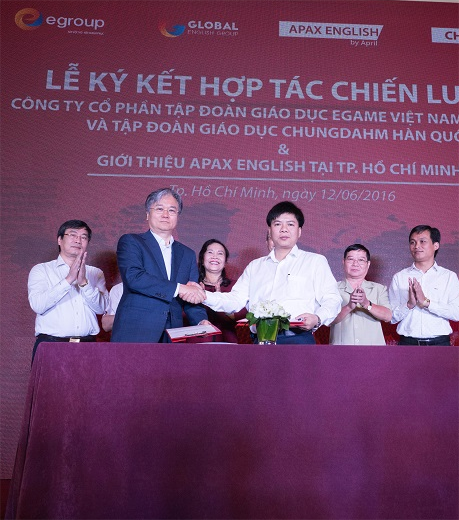 egroup
GLOBAL
ENGLISH GROUP
APAX ENGLISH
by April
LỄ KÝ KẾT HỢP TÁC CHIẾN LƯ
CÔNG TY CỔ PHẦN TẬP ĐOÀN GIÁO DỤC EGAME VIỆT NAM
VÀ TẬP ĐOÀN GIÁO DỤC CHUNGDAHM HÀN QUỐ
&
GIỚI THIỆU APAX ENGLISH TẠI TP. HỒ CHÍ MINH
Tp. Hồ Chí Minh, ngày 12/06/2016